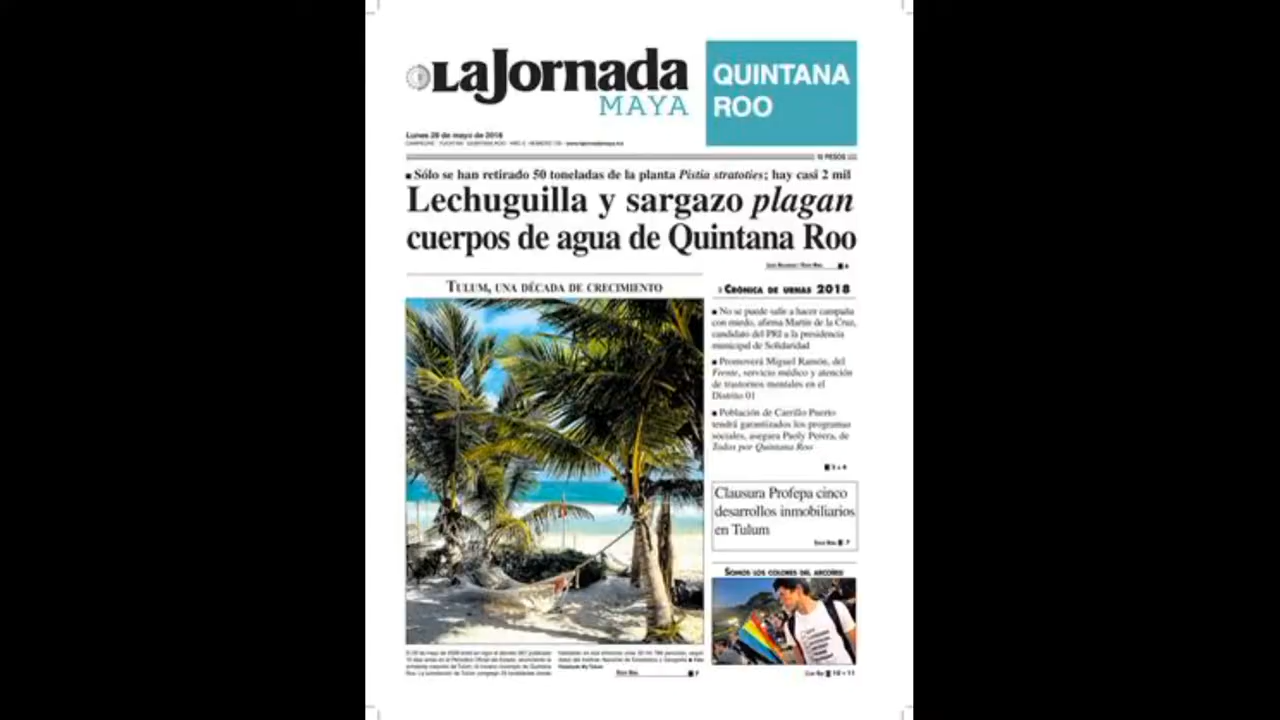 LaJornada
MAYA
QUINTANA
ROO
Lunes 28 de mayo de 2018
10 PESOS
Sólo se han retirado 50 toneladas de la planta Pistia stratoties; hay casi 2 mil
Lechuguilla y sargazo plagan
cuerpos de agua de Quintana Roo
TULUM, UNA DÉCADA DE CRECIMIENTO
CRÓNICA DE URNAS 2018
No se puede salir a hacer campaña
con miedo, afirma Martín de la Cruz,
candidato del PRI a la presidencia
municipal de Solidaridad
Promoverá Miguel Ramón, del
Frente, servicio médico y atención
de trastornos mentales en el
Distrito 01
Población de Carrillo Puerto
tendrá garantizados los programas
sociales, asegura Paoly Perera, de
Todos por Quintana Roo
Clausura Profepa cinco
desarrollos inmobiliarios
en Tulum
SOMOS LOS COLORES DEL ARCOÍRIS